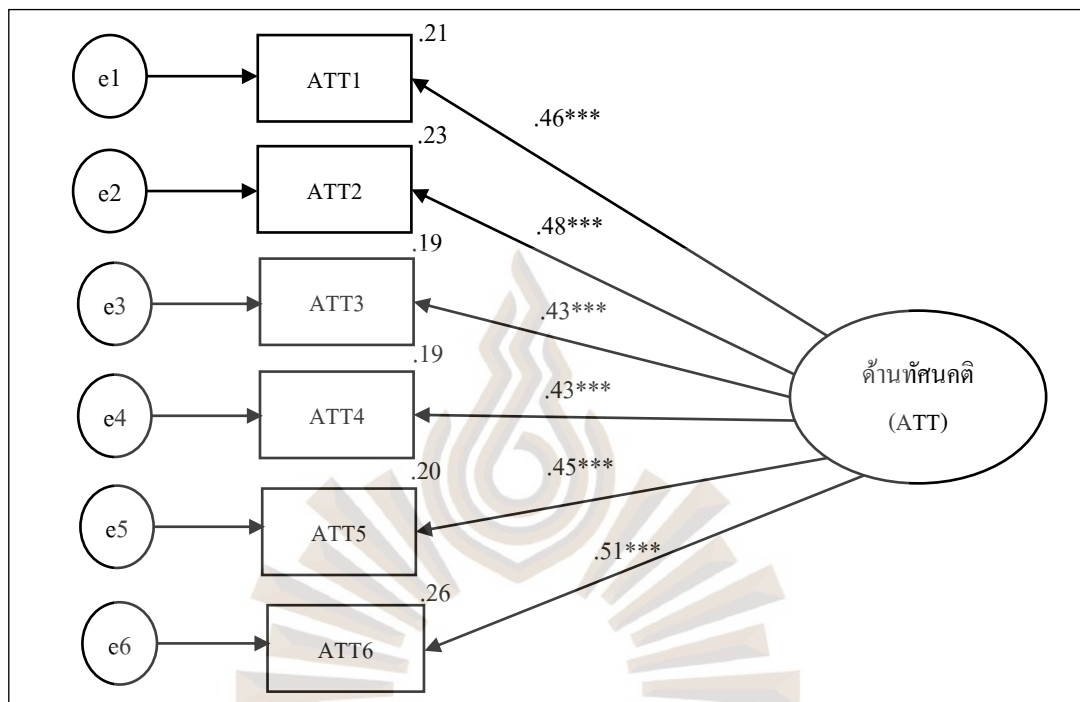 .21
e1
ATT1
.46***
.23
e2
ATT2
.48***
.19
e3
ATT3
.43***
.19
e4
ATT4
.43***
ด้านทัศนคติ
(ATT)
.20
e5
ATT5
.45***
.26
e6
ATT6
.51***